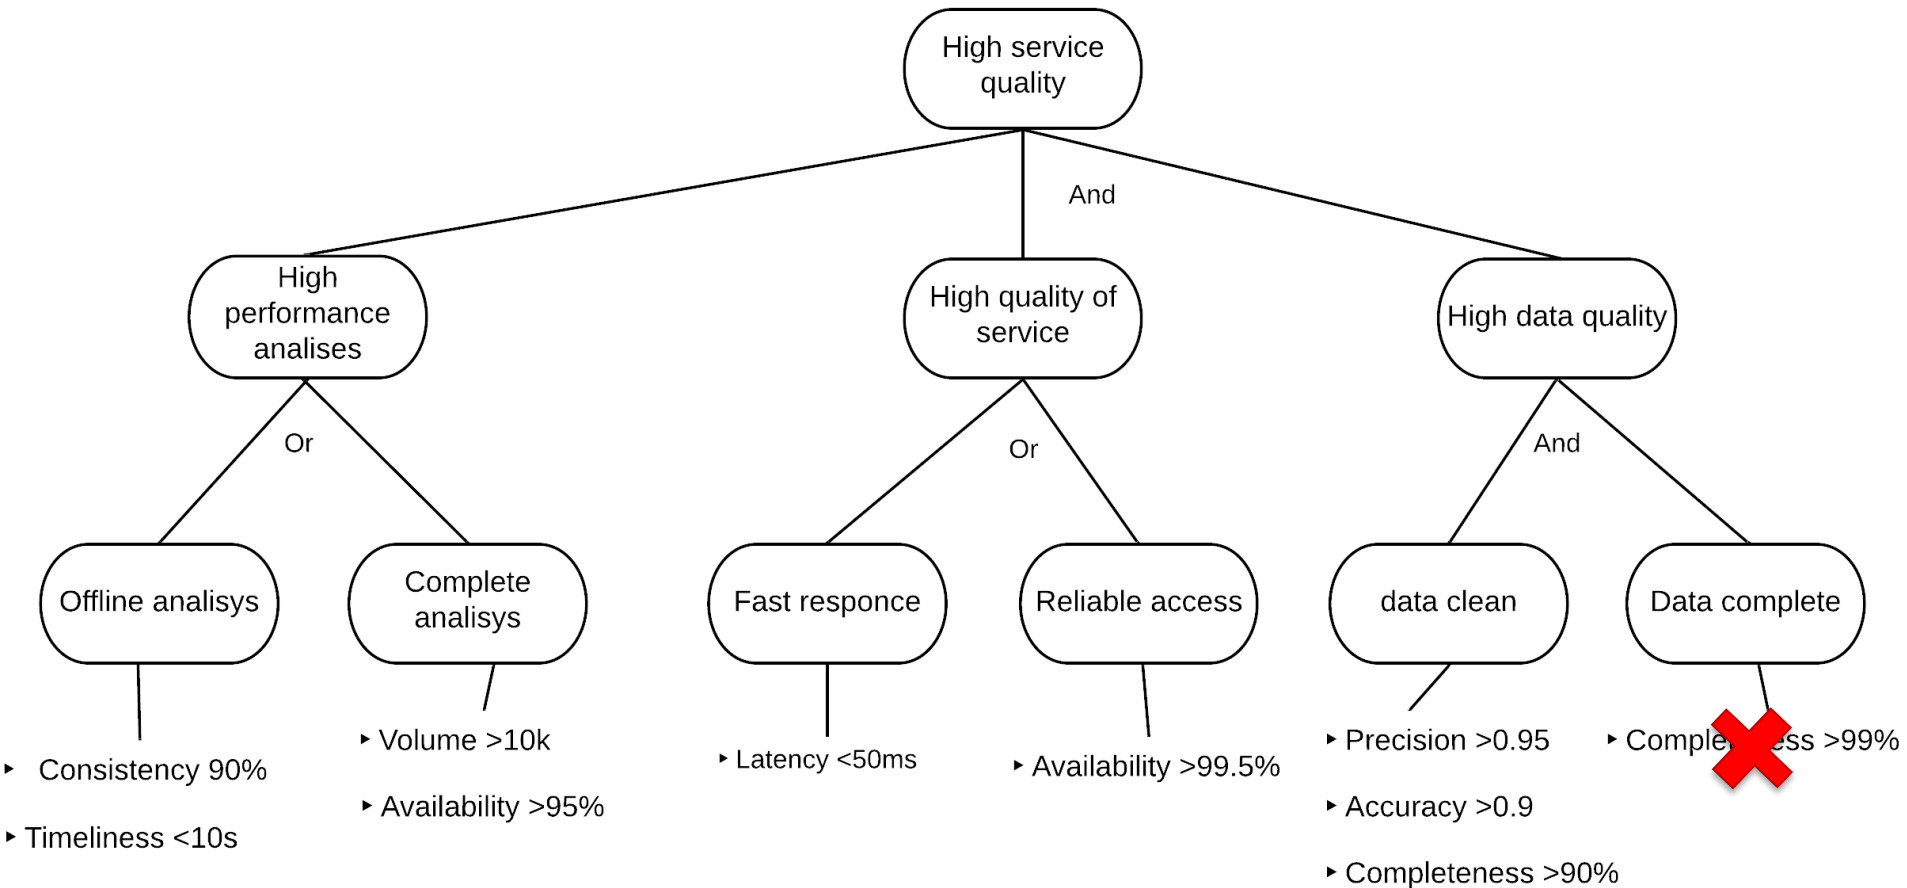 High service
quality
And
High
performance
analises
High quality of
service
High data quality
Or
Or
And
Offline analisys
Complete
analisys
Fast responce
Reliable access
data clean
Data complete
‣ Consistency 90%
‣ Timeliness <10s
‣ Volume >10k
‣ Availability >95%
‣ Latency <50ms
‣ Availability >99.5%
‣ Precision >0.95
‣ Accuracy >0.9
‣ Completeness >90%
‣ Completeness >99%